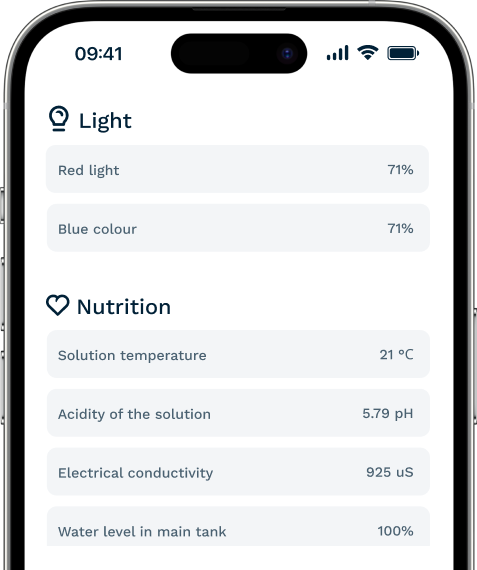 09:41
Light
Red light 71%
Blue colour 71%
Nutrition
Solution temperature 21 °C
Acidity of the solution 5.79 pH
Electrical conductivity 925 uS
Water level in main tank 100%